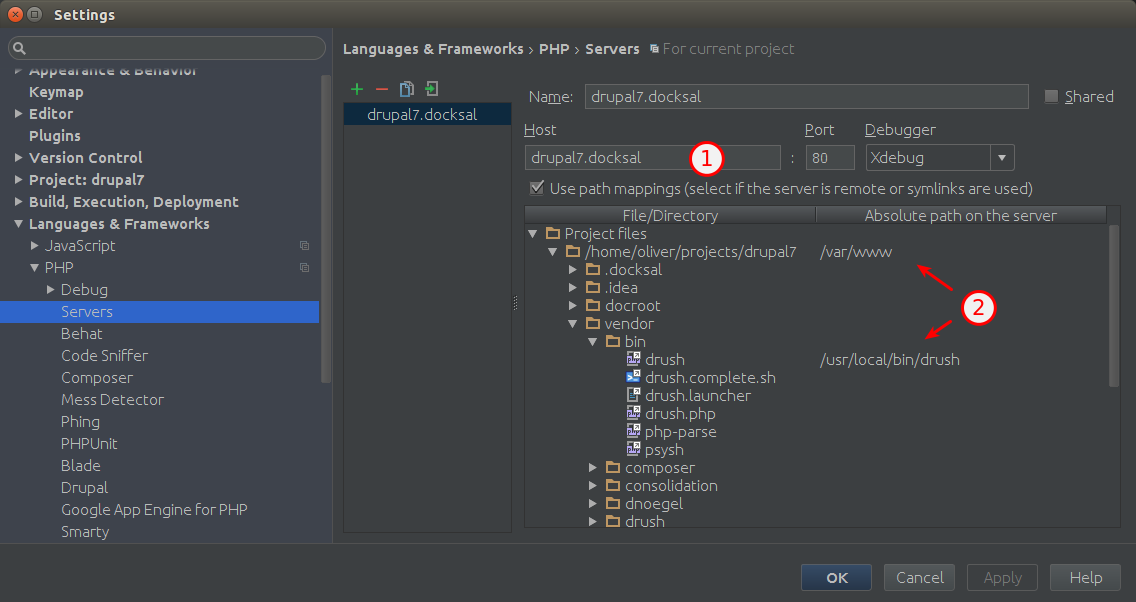 Settings
Appearance & Behavior
Keymap
Editor
Plugins
Version Control
Project: drupal7
Build, Execution, Deployment
Languages & Frameworks
JavaScript
PHP
Debug
Servers
Behat
Code Sniffer
Composer
Mess Detector
Phing
PHPUnit
Blade
Drupal
Google App Engine for PHP
Smarty
Languages & Frameworks › PHP › Servers For current project
drupal7.docksal
Name: drupal7.docksal Shared
Host Port Debugger
drupal7.docksal 1 : 80 Xdebug
Use path mappings (select if the server is remote or symlinks are used)
File/Directory Absolute path on the server
Project files
/home/oliver/projects/drupal7 /var/www
.docksal
.idea
docroot
2
vendor
bin
drush /usr/local/bin/drush
drush.complete.sh
drush.launcher
drush.php
php-parse
psysh
composer
consolidation
dnoegel
drush
OK Cancel Apply Help